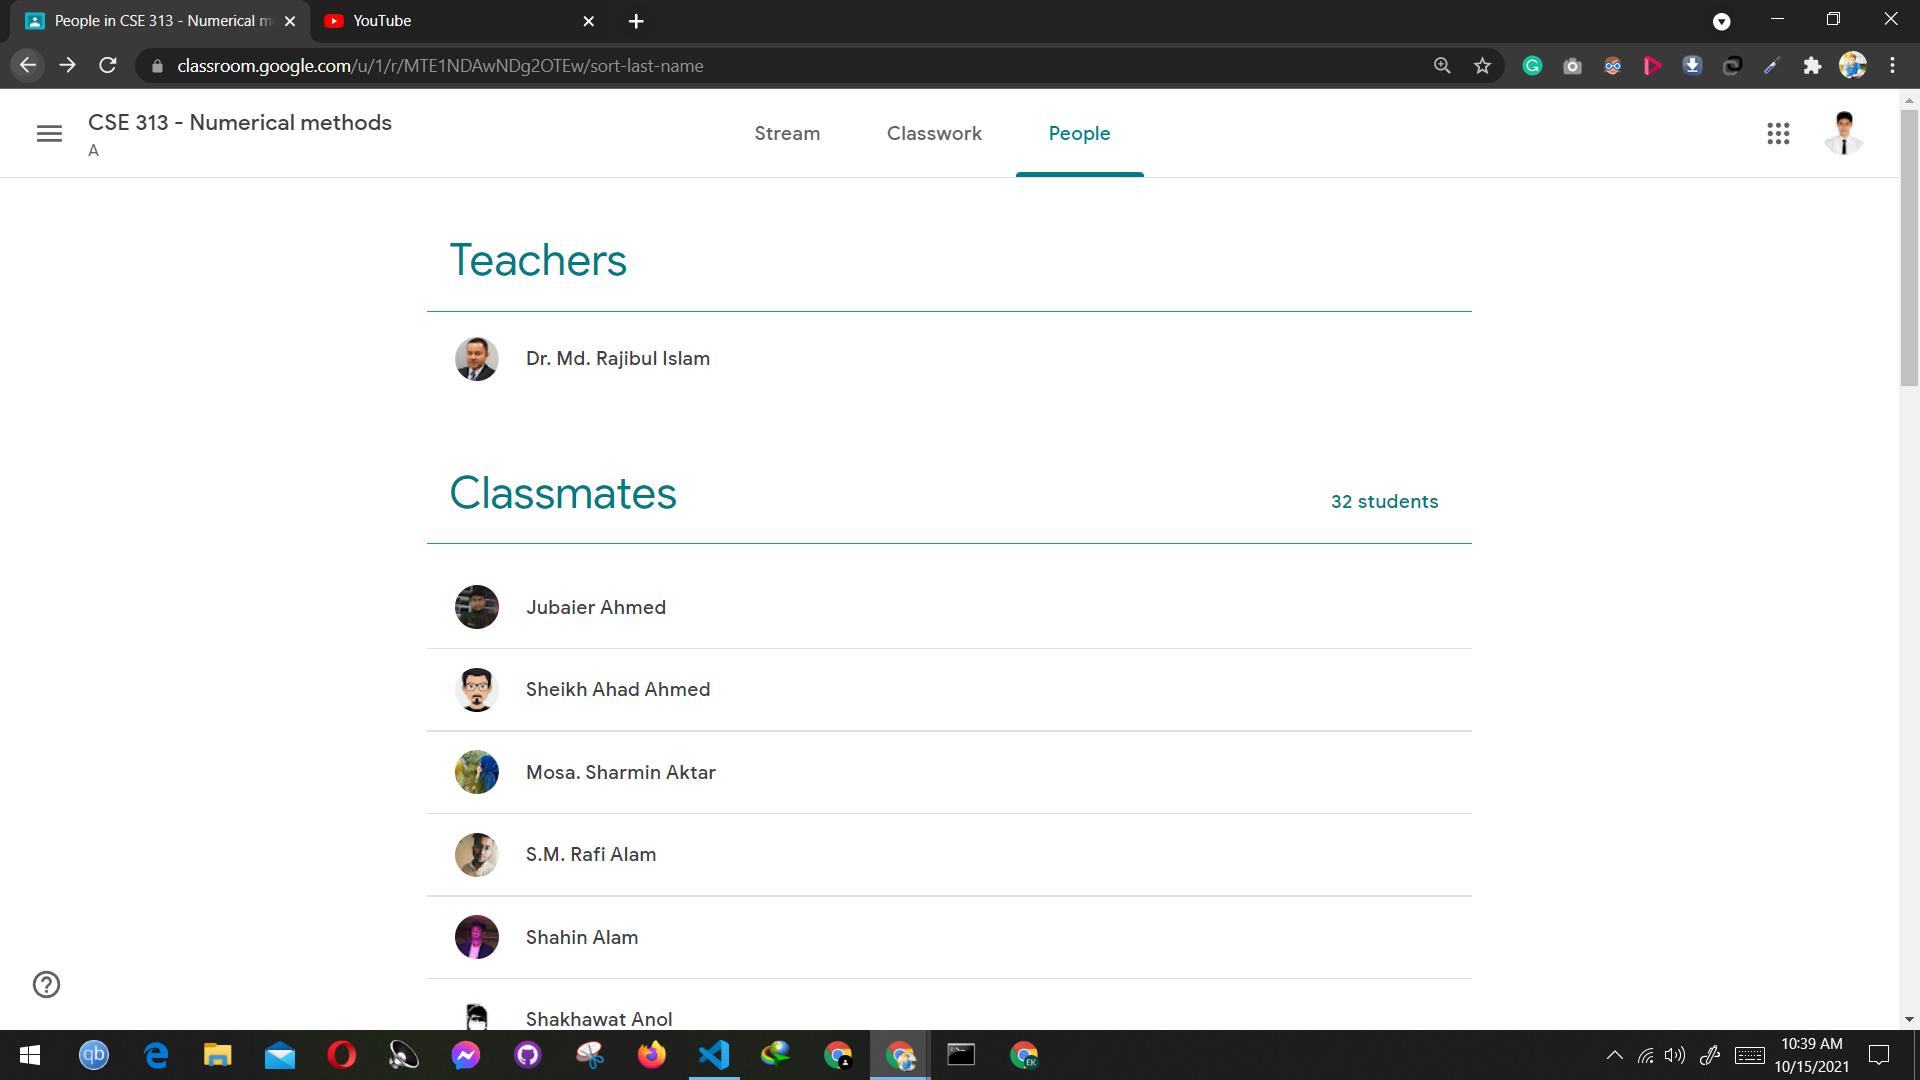 People in CSE 313 - Numerical m
YouTube
classroom.google.com/u/1/r/MTE1NDAwNDg2OTEw/sort-last-name
CSE 313 - Numerical methods
A
Stream
Classwork
People
Teachers
Dr. Md. Rajibul Islam
Classmates
32 students
Jubaier Ahmed
Sheikh Ahad Ahmed
Mosa. Sharmin Aktar
S.M. Rafi Alam
Shahin Alam
Shakhawat Anol
qb
EK
10:39 AM
10/15/2021